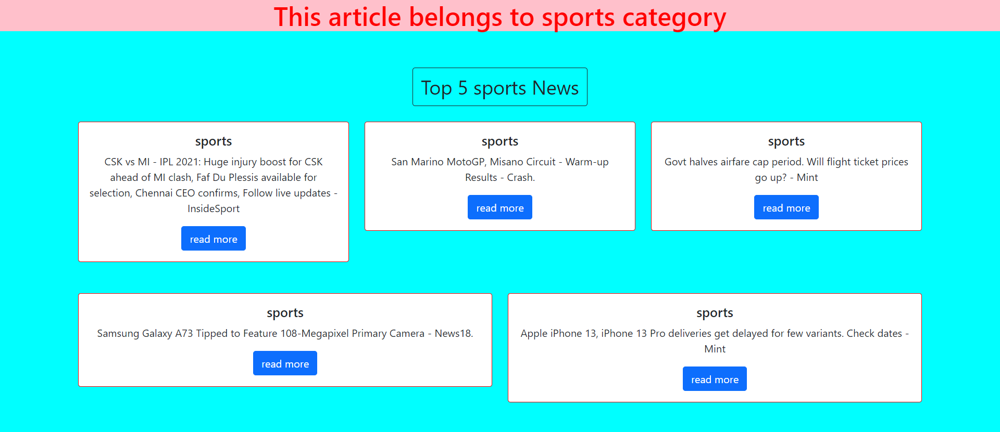 This article belongs to sports category
Top 5 sports News
sports
CSK vs MI - IPL 2021: Huge injury boost for CSK
ahead of MI clash, Faf Du Plessis available for
selection, Chennai CEO confirms, Follow live updates -
InsideSport
read more
sports
San Marino MotoGP, Misano Circuit - Warm-up
Results - Crash.
read more
sports
Govt halves airfare cap period. Will flight ticket prices
go up? - Mint
read more
sports
Samsung Galaxy A73 Tipped to Feature 108-Megapixel Primary Camera - News18.
read more
sports
Apple iPhone 13, iPhone 13 Pro deliveries get delayed for few variants. Check dates -
Mint
read more